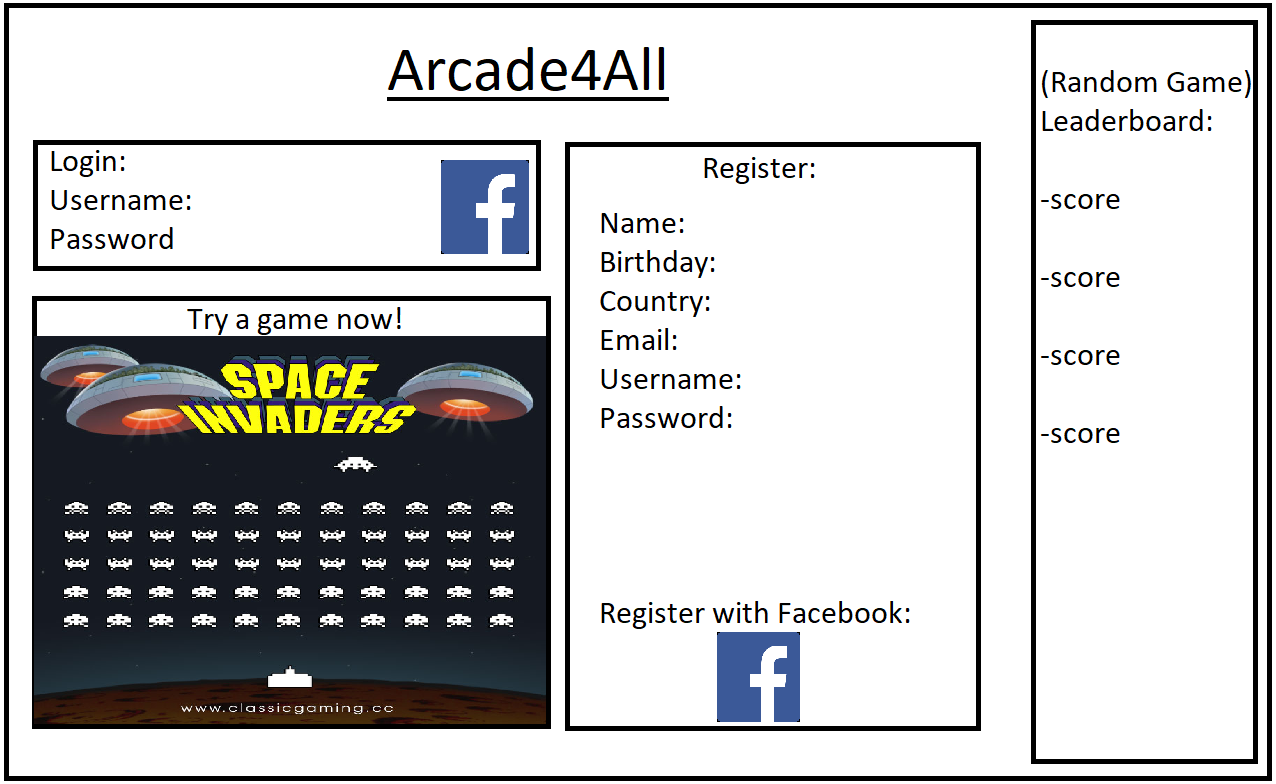 Arcade4All
Login:
Username:
Password
Try a game now!
SPACE
INVADERS
www.classicgaming.cc
Register:
Name:
Birthday:
Country:
Email:
Username:
Password:
Register with Facebook:
(Random Game)
Leaderboard:
-score
-score
-score
-score